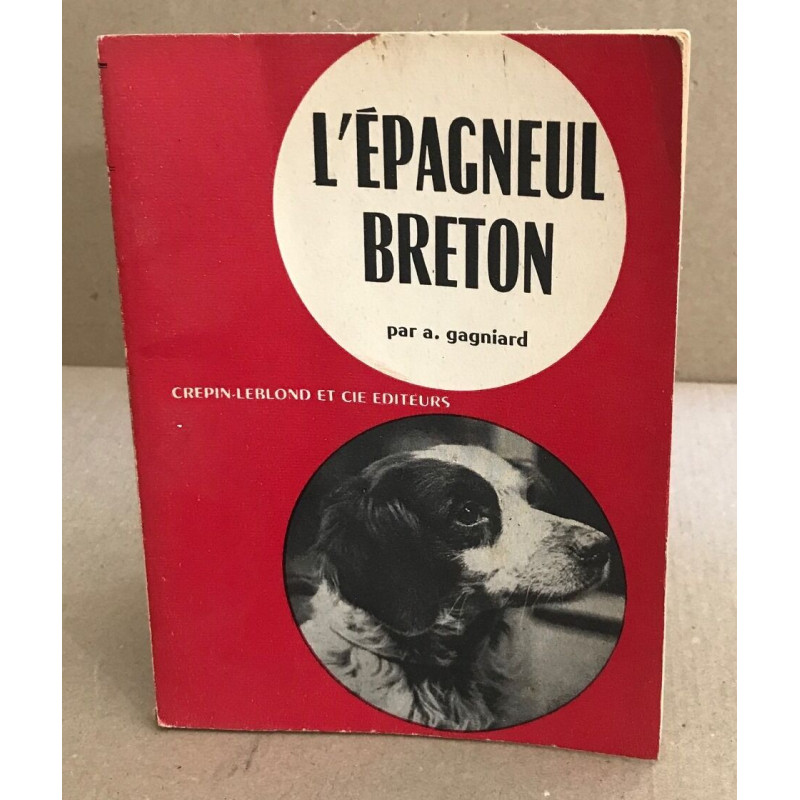 L'ÉPAGNEUL
BRETON
par a. gagniard
CREPIN-LEBLOND ET CIE EDITEURS